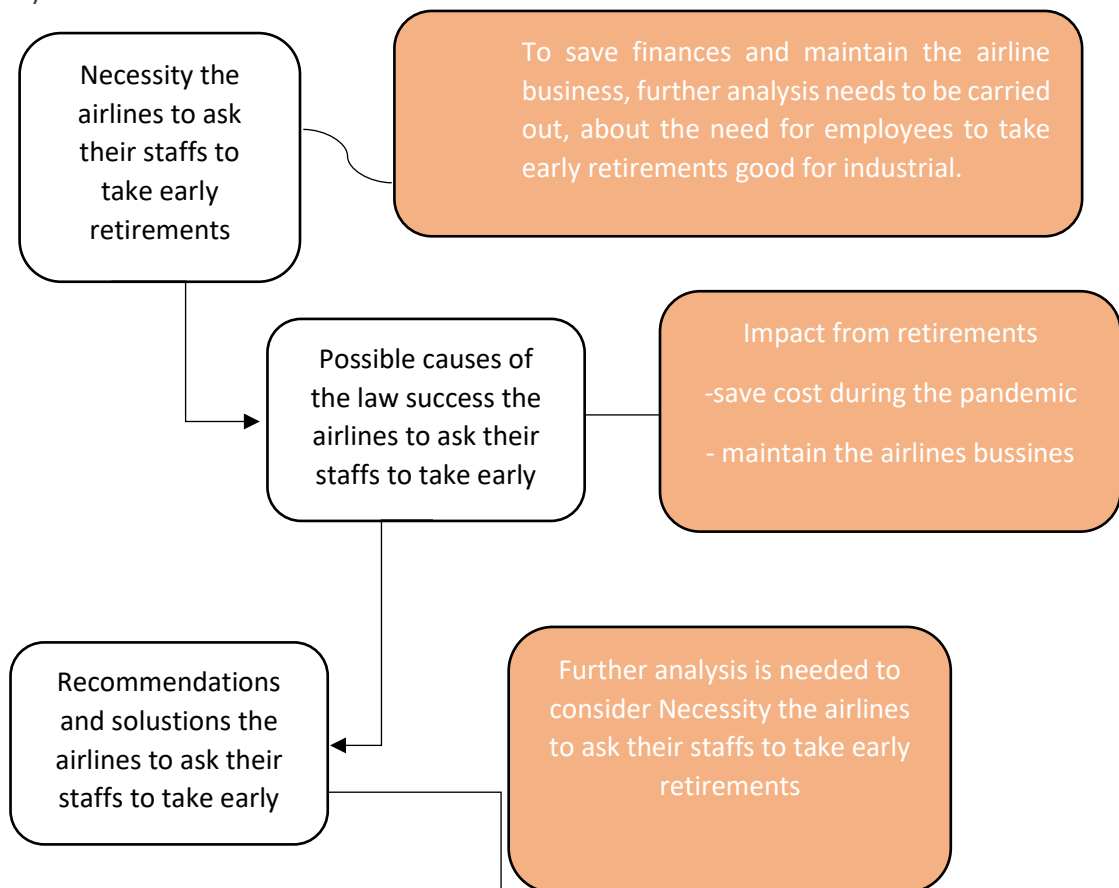 Necessity the
airlines to ask
their staffs to
take early
retirements
To save finances and maintain the airline
business, further analysis needs to be carried
out, about the need for employees to take
early retirements good for industrial.
Possible causes of
the law success the
airlines to ask their
staffs to take early
Impact from retirements
-save cost during the pandemic
- maintain the airlines bussines
Recommendations
and solustions the
airlines to ask their
staffs to take early
Further analysis is needed to
consider Necessity the airlines
to ask their staffs to take early
retirements